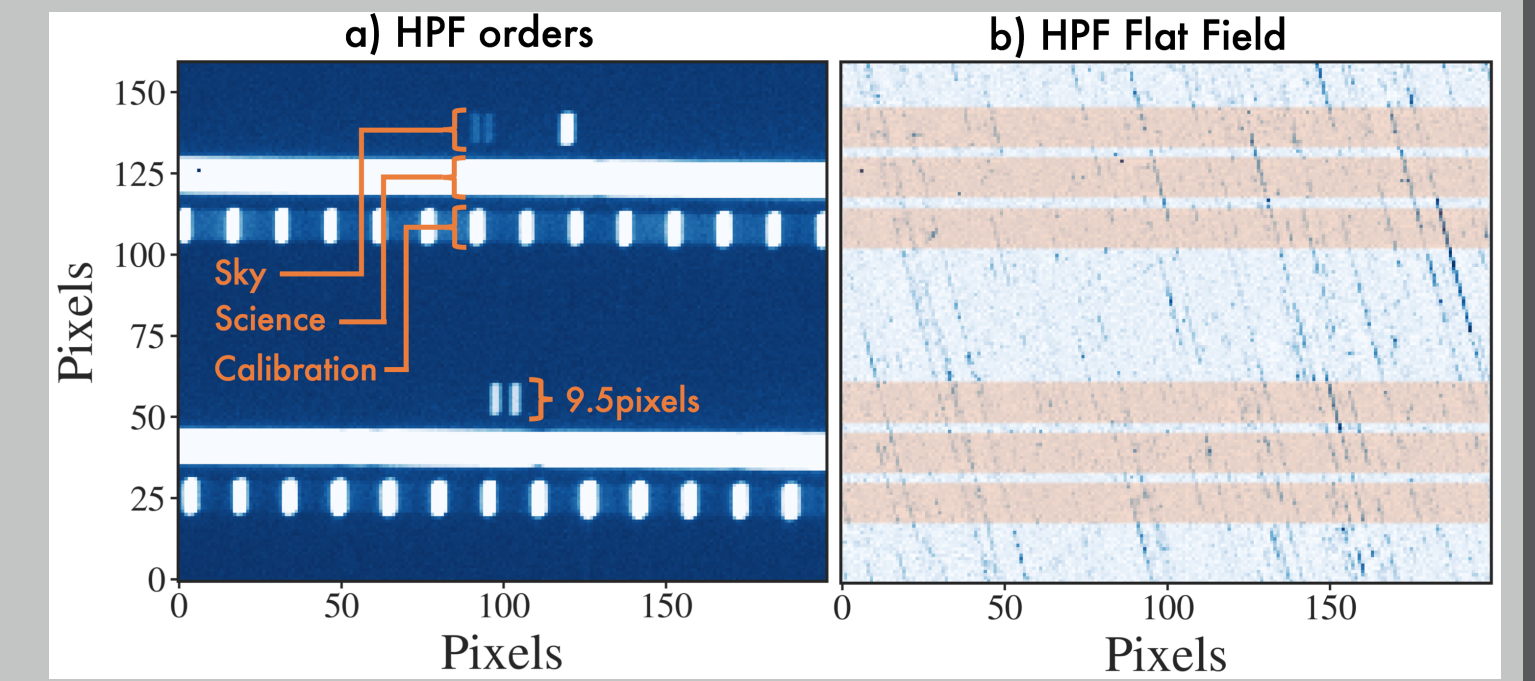 a) HPF orders
b) HPF Flat Field
Pixels
150
125
100
75
50
25
0
Sky
Science
Calibration
9.5pixels
0
50
100
150
Pixels
0
50
100
150
Pixels